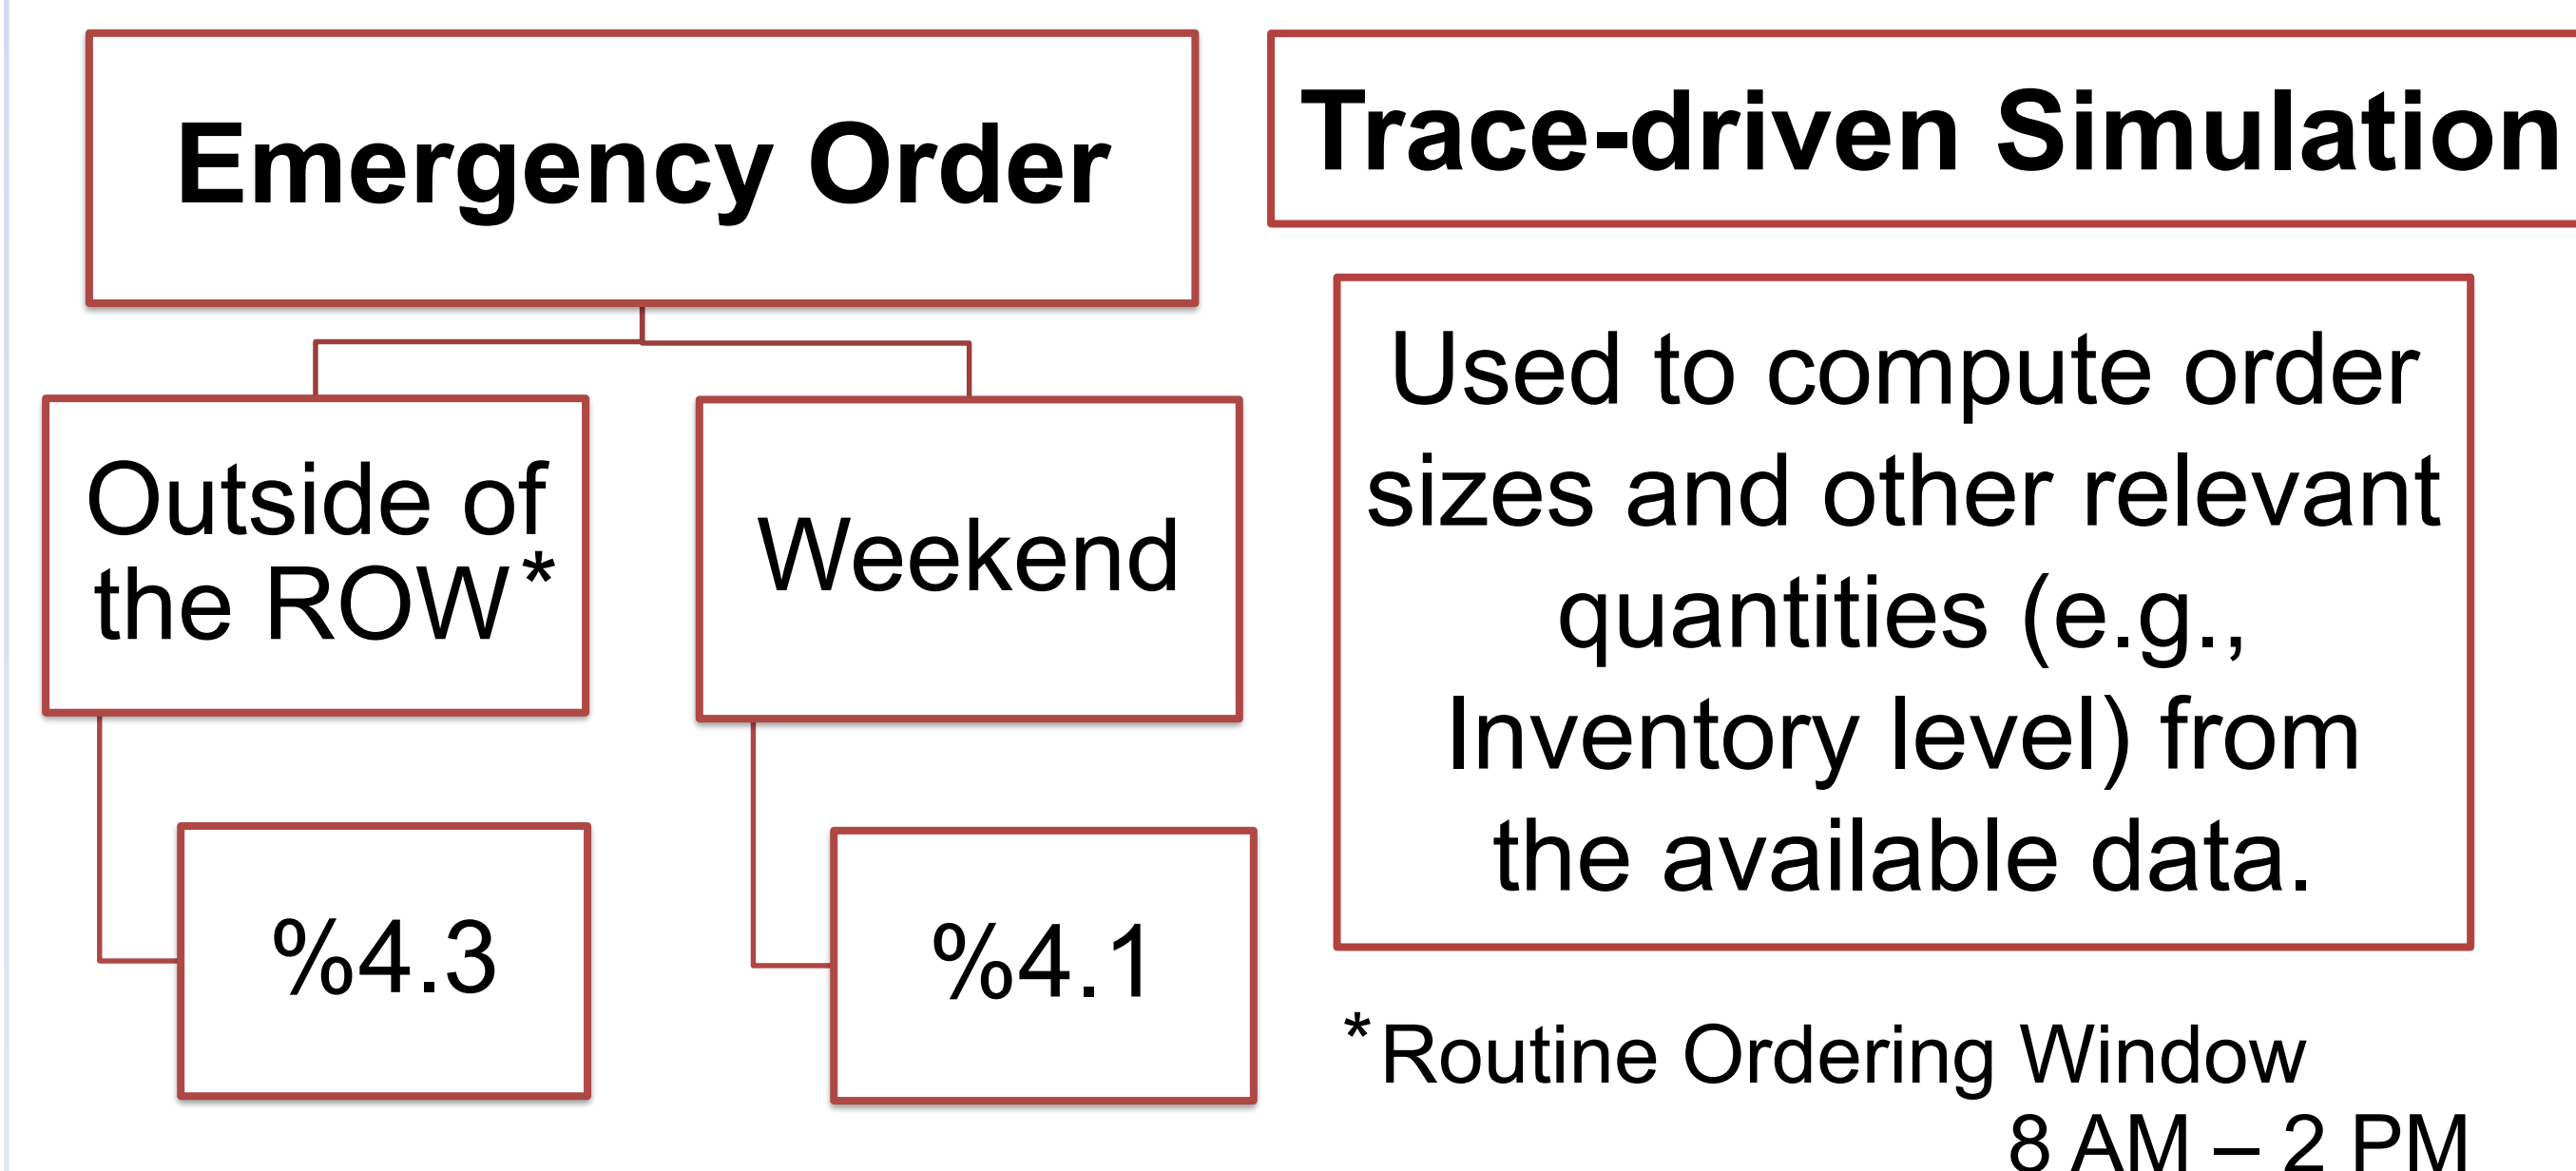 Emergency Order
Outside of
the ROW*
Weekend
%4.3
%4.1
Trace-driven Simulation
Used to compute order
sizes and other relevant
quantities (e.g.,
Inventory level) from
the available data.
*Routine Ordering Window
8 AM – 2 PM